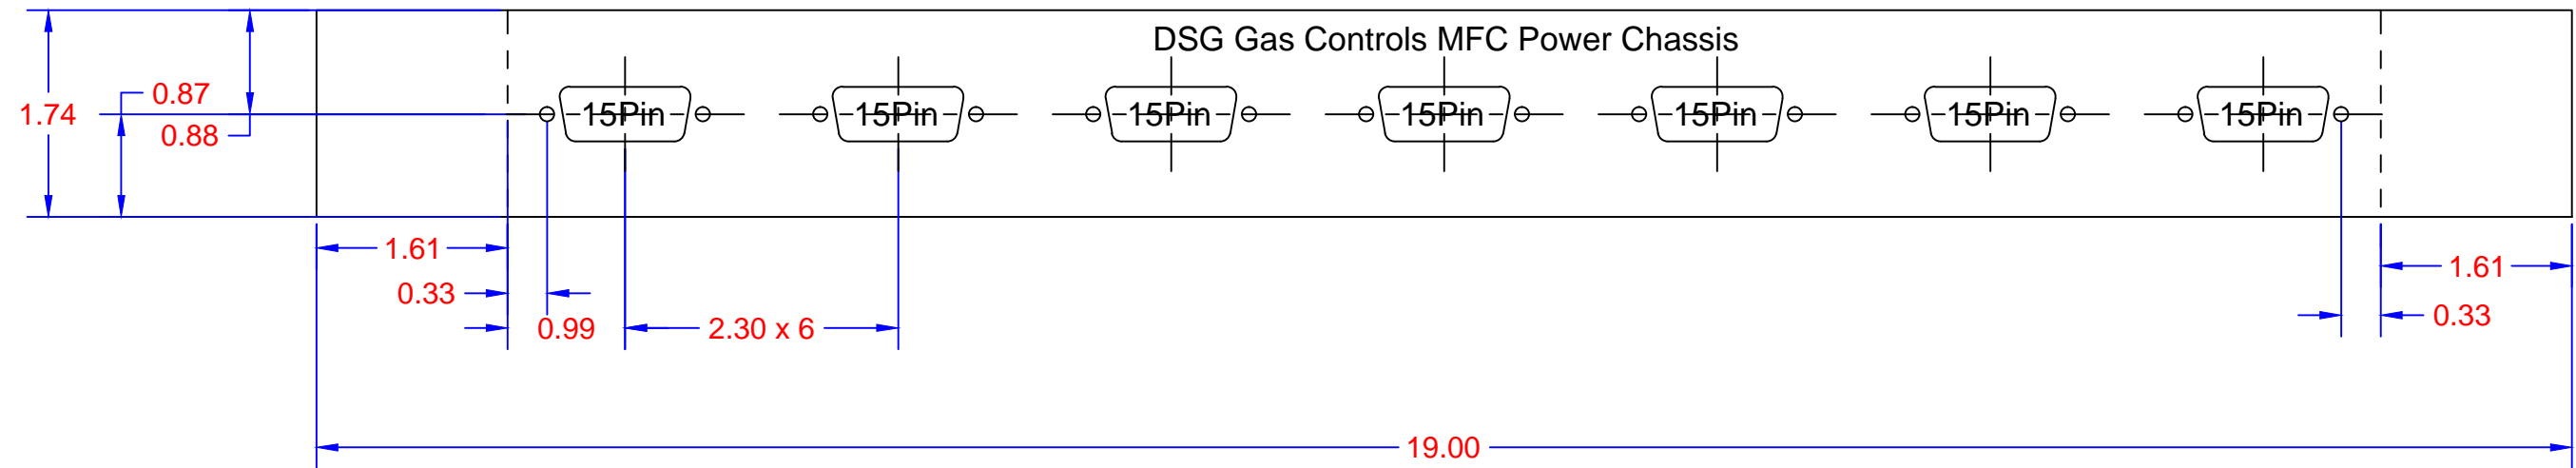 DSG Gas Controls MFC Power Chassis
0.87
1.74
0.88
15Pin
15Pin
15Pin
15Pin
15Pin
15Pin
15Pin
1.61
1.61
0.33
0.33
0.99
2.30 x 6
19.00